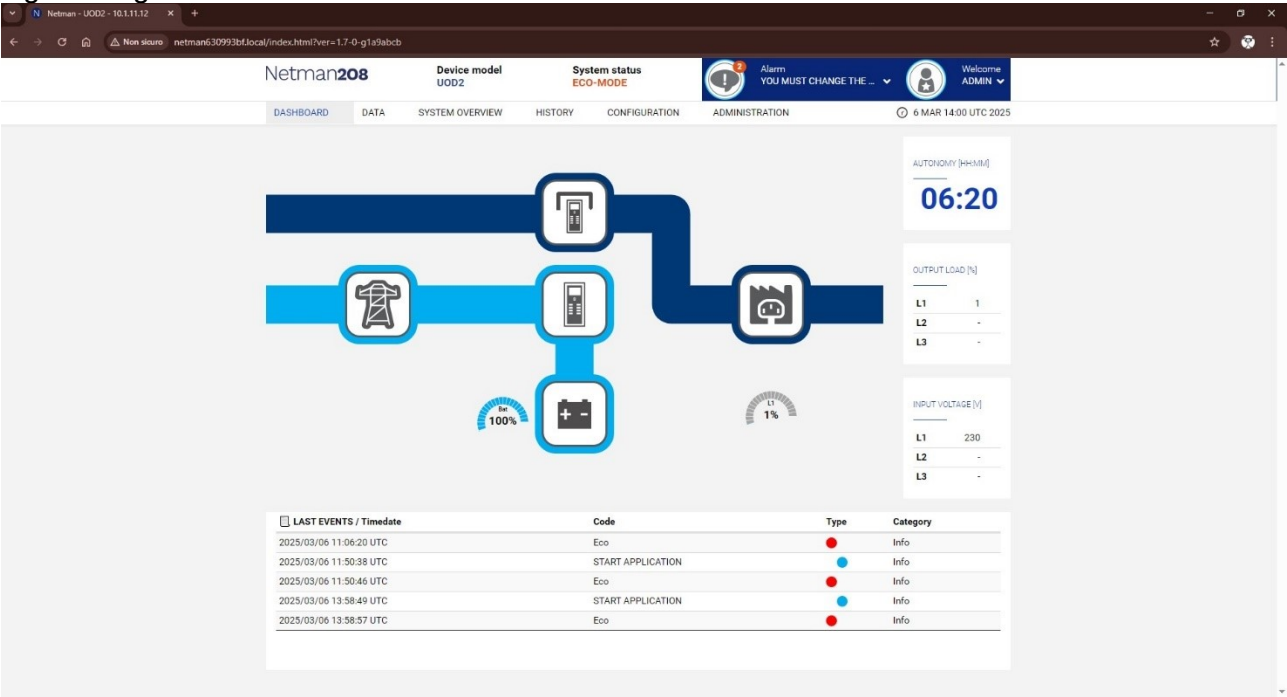 Netman - UOD2 - 10.1.11.12
Non sicuro netman630993bf.local/index.html?ver=1.7-0-g1a9abcb
Netman208
Device model
UOD2
System status
ECO-MODE
2
Alarm
YOU MUST CHANGE THE ...
Welcome
ADMIN
DASHBOARD DATA SYSTEM OVERVIEW HISTORY CONFIGURATION ADMINISTRATION 6 MAR 14:00 UTC 2025
AUTONOMY [HH:MM]
06:20
OUTPUT LOAD [%]
L1 1
L2 -
L3 -
Bat
100%
L1
1%
INPUT VOLTAGE [V]
L1 230
L2 -
L3 -
LAST EVENTS / Timedate Code Type Category
2025/03/06 11:06:20 UTC Eco Info
2025/03/06 11:50:38 UTC START APPLICATION Info
2025/03/06 11:50:46 UTC Eco Info
2025/03/06 13:58:49 UTC START APPLICATION Info
2025/03/06 13:58:57 UTC Eco Info